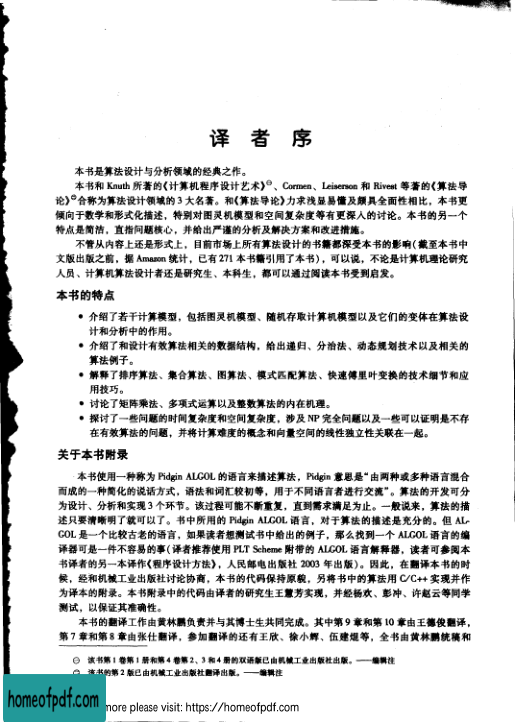 译 者 序
本书是算法设计与分析领域的经典之作。
本书和 Knuth 所著的《计算机程序设计艺术》㊀、Cormen、Leiserson 和 Rivest 等著的《算法导
论》㊁合称为算法设计领域的 3 大名著。和《算法导论》力求浅显易懂及颇具全面性相比，本书更
倾向于数学和形式化描述，特别对图灵机模型和空间复杂度等有更深入的讨论。本书的另一个
特点是简洁，直指问题核心，并给出严谨的分析及解决方案和改进措施。
不管从内容上还是形式上，目前市场上所有算法设计的书籍都深受本书的影响(截至本书中
文版出版之前，据 Amazon 统计，已有 271 本书籍引用了本书)，可以说，不论是计算机理论研究
人员、计算机算法设计者还是研究生、本科生，都可以通过阅读本书受到启发。
本书的特点
● 介绍了若干计算模型，包括图灵机模型、随机存取计算机模型以及它们的变体在算法设
计和分析中的作用。
● 介绍了和设计有效算法相关的数据结构，给出递归、分治法、动态规划技术以及相关的
算法例子。
● 解释了排序算法、集合算法、图算法、模式匹配算法、快速傅里叶变换的技术细节和应
用技巧。
● 讨论了矩阵乘法、多项式运算以及整数算法的内在机理。
● 探讨了一些问题的时间复杂度和空间复杂度，涉及 NP 完全问题以及一些可以证明是不存
在有效算法的问题，并将计算难度的概念和向量空间的线性独立性关联在一起。
关于本书附录
本书使用一种称为 Pidgin ALGOL 的语言来描述算法，Pidgin 意思是“由两种或多种语言混合
而成的一种简化的说话方式，语法和词汇较初等，用于不同语言者进行交流”。算法的开发可分
为设计、分析和实现 3 个环节。该过程可能不断重复，直到需求满足为止。一般说来，算法的描
述只要清晰明了就可以了。书中所用的 Pidgin ALGOL 语言，对于算法的描述是充分的。但 AL-
GOL 是一个比较古老的语言，如果读者想测试书中给出的例子，那么找到一个 ALGOL 语言的编
译器可是一件不容易的事(译者推荐使用 PLT Scheme 附带的 ALGOL 语言解释器，读者可参阅本
书译者的另一本译作《程序设计方法》，人民邮电出版社 2003 年出版)。因此，在翻译本书的时
候，经和机械工业出版社讨论协商，本书的代码保持原貌，另将书中的算法用 C/C++ 实现并作
为译本的附录。本书附录中的代码由译者的研究生王慧芳实现，并经杨欢、彭冲、许赵云等同学
测试，以保证其准确性。
本书的翻译工作由黄林鹏负责并与其博士生共同完成。其中第 9 章和第 10 章由王德俊翻译，
第 7 章和第 8 章由张仕翻译，参加翻译的还有王欣、徐小辉、伍建焜等，全书由黄林鹏统稿和
㊀ 该书第 1 卷第 1 册和第 4 卷第 2、3 和 4 册的双语版已由机械工业出版社出版。——编辑注
㊁ 该书的第 2 版已由机械工业出版社翻译出版。——编辑注
homeofpdf.com
more please visit: https://homeofpdf.com